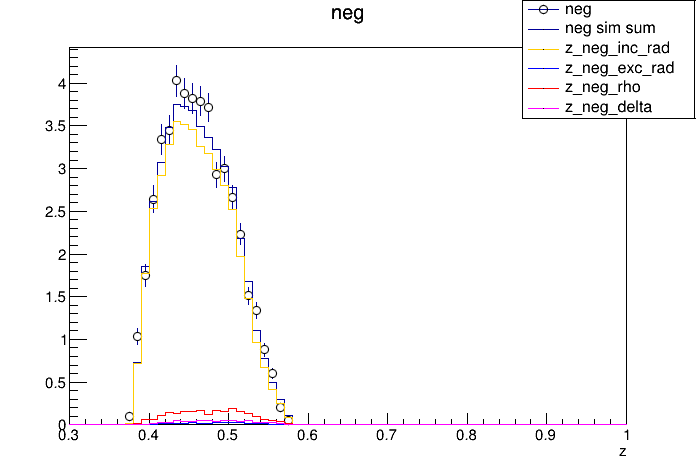 neg
neg
neg sim sum
z_neg_inc_rad
z_neg_exc_rad
z_neg_rho
z_neg_delta
4
3.5
3
2.5
2
1.5
1
0.5
0
0.3 0.4 0.5 0.6 0.7 0.8 0.9 1
z